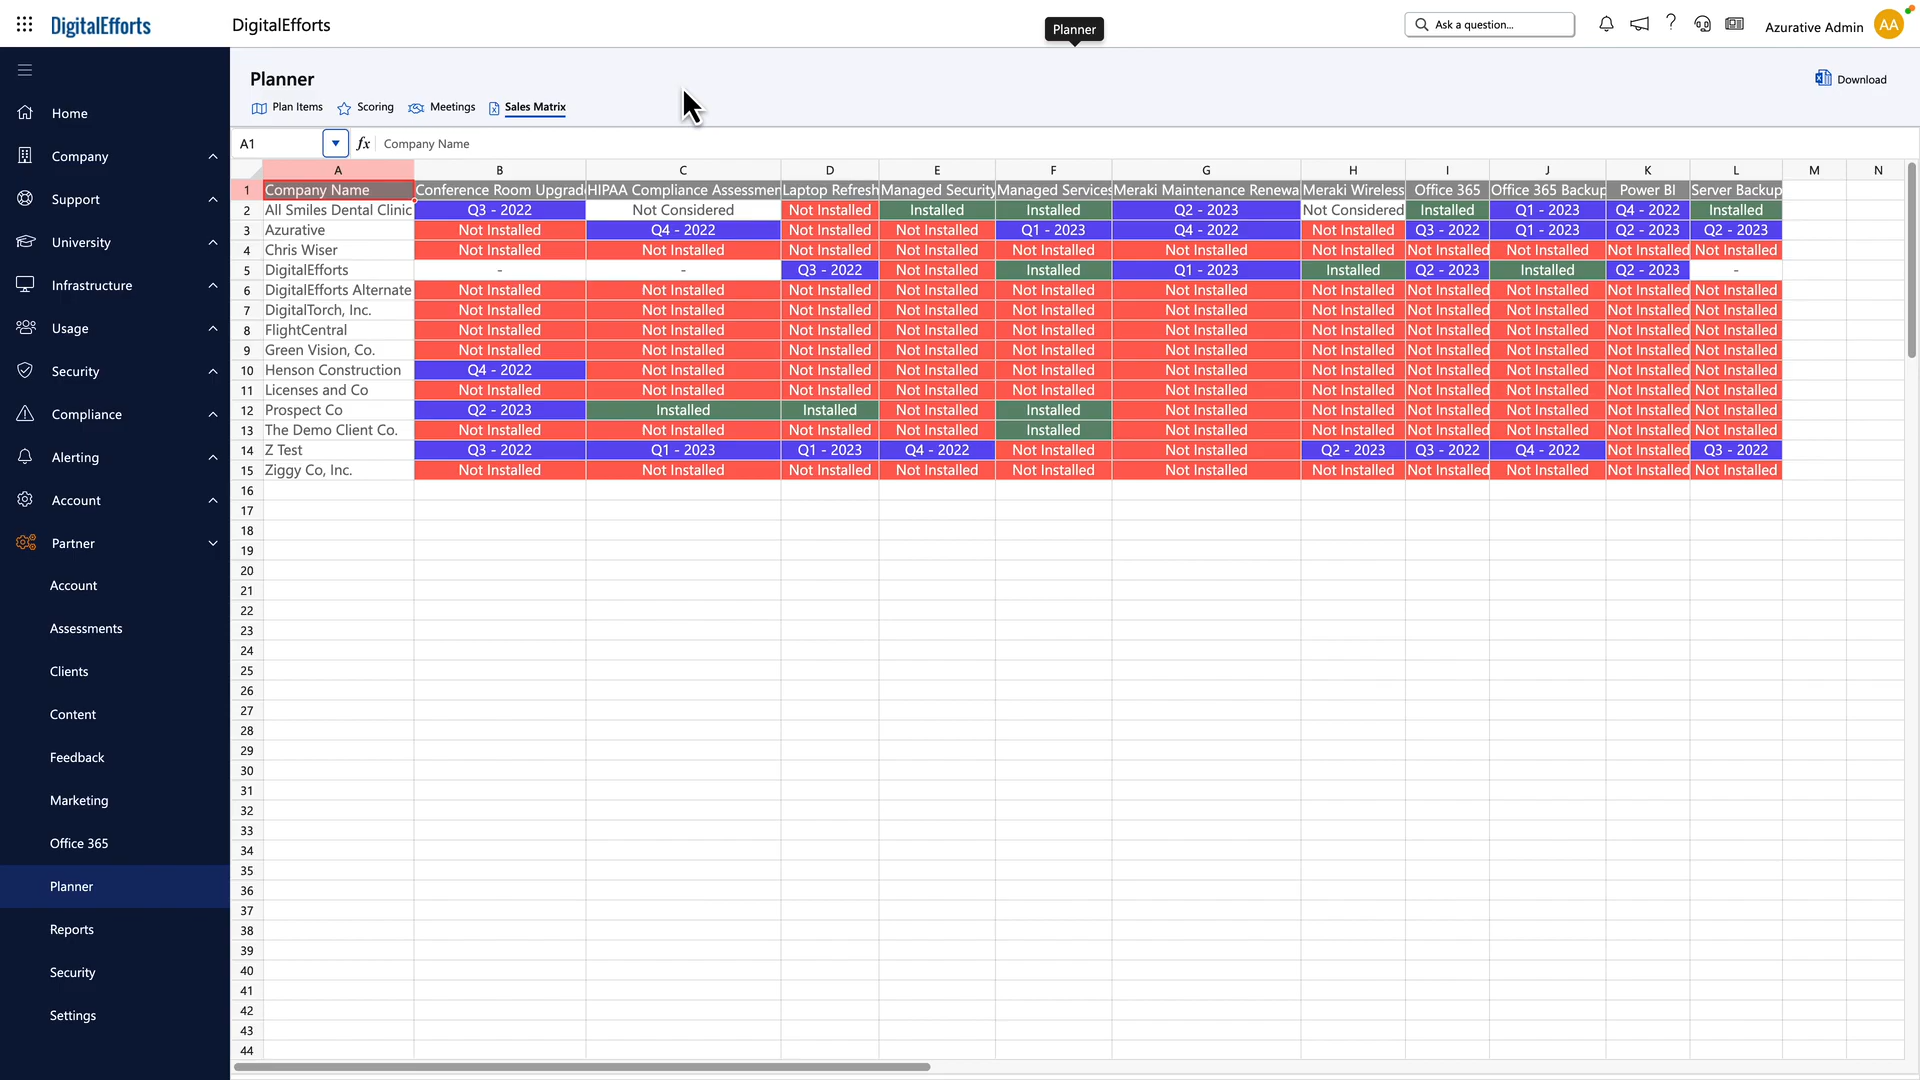 DigitalEfforts DigitalEfforts Planner Ask a question... ? Azurative Admin AA
Planner Download
Plan Items Scoring Meetings Sales Matrix
A1 fx Company Name
A B C D E F G H I J K L M N
1 Company Name Conference Room Upgrad HIPAA Compliance Assessmen Laptop Refresh Managed Security Managed Services Meraki Maintenance Renewa Meraki Wireless Office 365 Office 365 Backup Power BI Server Backup
2 All Smiles Dental Clinic Q3 - 2022 Not Considered Not Installed Installed Installed Q2 - 2023 Not Considered Installed Q1 - 2023 Q4 - 2022 Installed
3 Azurative Not Installed Q4 - 2022 Not Installed Not Installed Q1 - 2023 Q4 - 2022 Not Installed Q3 - 2022 Q1 - 2023 Q2 - 2023 Q2 - 2023
4 Chris Wiser Not Installed Not Installed Not Installed Not Installed Not Installed Not Installed Not Installed Not Installed Not Installed Not Installed Not Installed
5 DigitalEfforts - - Q3 - 2022 Not Installed Installed Q1 - 2023 Installed Q2 - 2023 Installed Q2 - 2023 -
6 DigitalEfforts Alternate Not Installed Not Installed Not Installed Not Installed Not Installed Not Installed Not Installed Not Installed Not Installed Not Installed Not Installed
7 DigitalTorch, Inc. Not Installed Not Installed Not Installed Not Installed Not Installed Not Installed Not Installed Not Installed Not Installed Not Installed Not Installed
8 FlightCentral Not Installed Not Installed Not Installed Not Installed Not Installed Not Installed Not Installed Not Installed Not Installed Not Installed Not Installed
9 Green Vision, Co. Not Installed Not Installed Not Installed Not Installed Not Installed Not Installed Not Installed Not Installed Not Installed Not Installed Not Installed
10 Henson Construction Q4 - 2022 Not Installed Not Installed Not Installed Not Installed Not Installed Not Installed Not Installed Not Installed Not Installed Not Installed
11 Licenses and Co Not Installed Not Installed Not Installed Not Installed Not Installed Not Installed Not Installed Not Installed Not Installed Not Installed Not Installed
12 Prospect Co Q2 - 2023 Installed Installed Not Installed Installed Not Installed Not Installed Not Installed Not Installed Not Installed Not Installed
13 The Demo Client Co. Not Installed Not Installed Not Installed Not Installed Installed Not Installed Not Installed Not Installed Not Installed Not Installed Not Installed
14 Z Test Q3 - 2022 Q1 - 2023 Q1 - 2023 Q4 - 2022 Not Installed Not Installed Q2 - 2023 Q3 - 2022 Q4 - 2022 Not Installed Q3 - 2022
15 Ziggy Co, Inc. Not Installed Not Installed Not Installed Not Installed Not Installed Not Installed Not Installed Not Installed Not Installed Not Installed Not Installed
16
17
18
19
20
21
22
23
24
25
26
27
28
29
30
31
32
33
34
35
36
37
38
39
40
41
42
43
44
Home
Company
Support
University
Infrastructure
Usage
Security
Compliance
Alerting
Account
Partner
Account
Assessments
Clients
Content
Feedback
Marketing
Office 365
Planner
Reports
Security
Settings